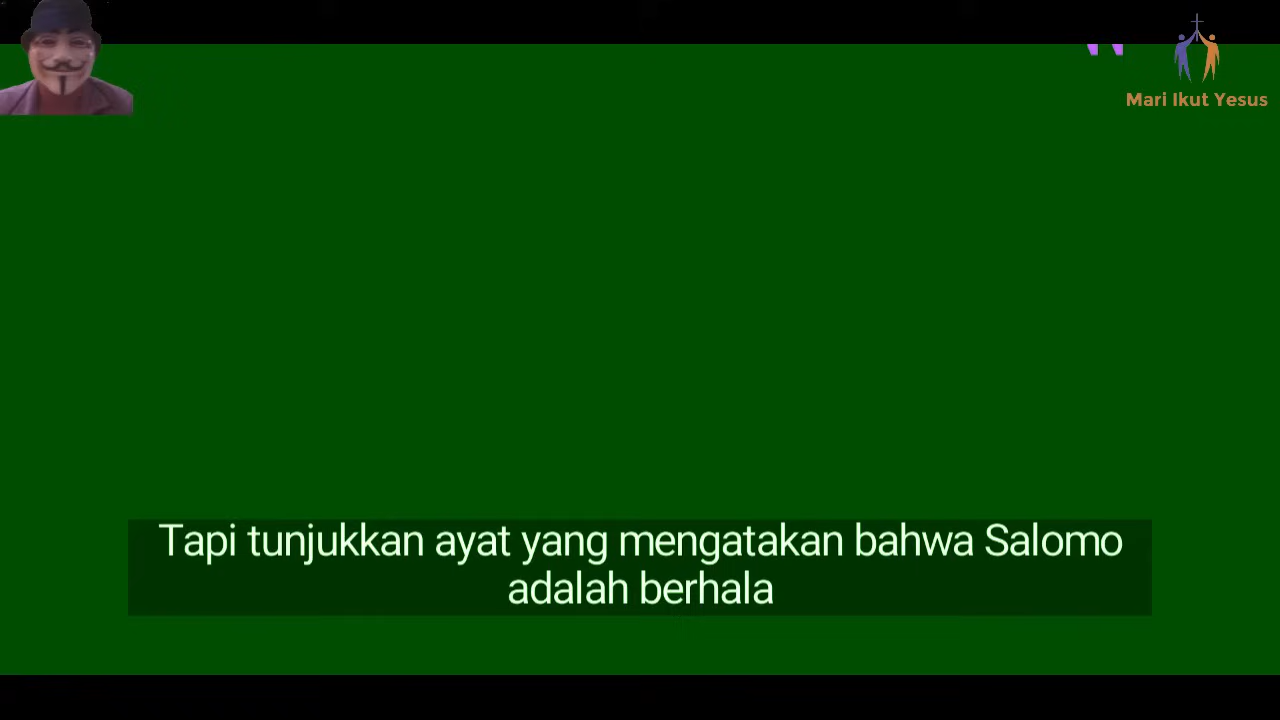 Mari Ikut Yesus
Tapi tunjukkan ayat yang mengatakan bahwa Salomo
adalah berhala